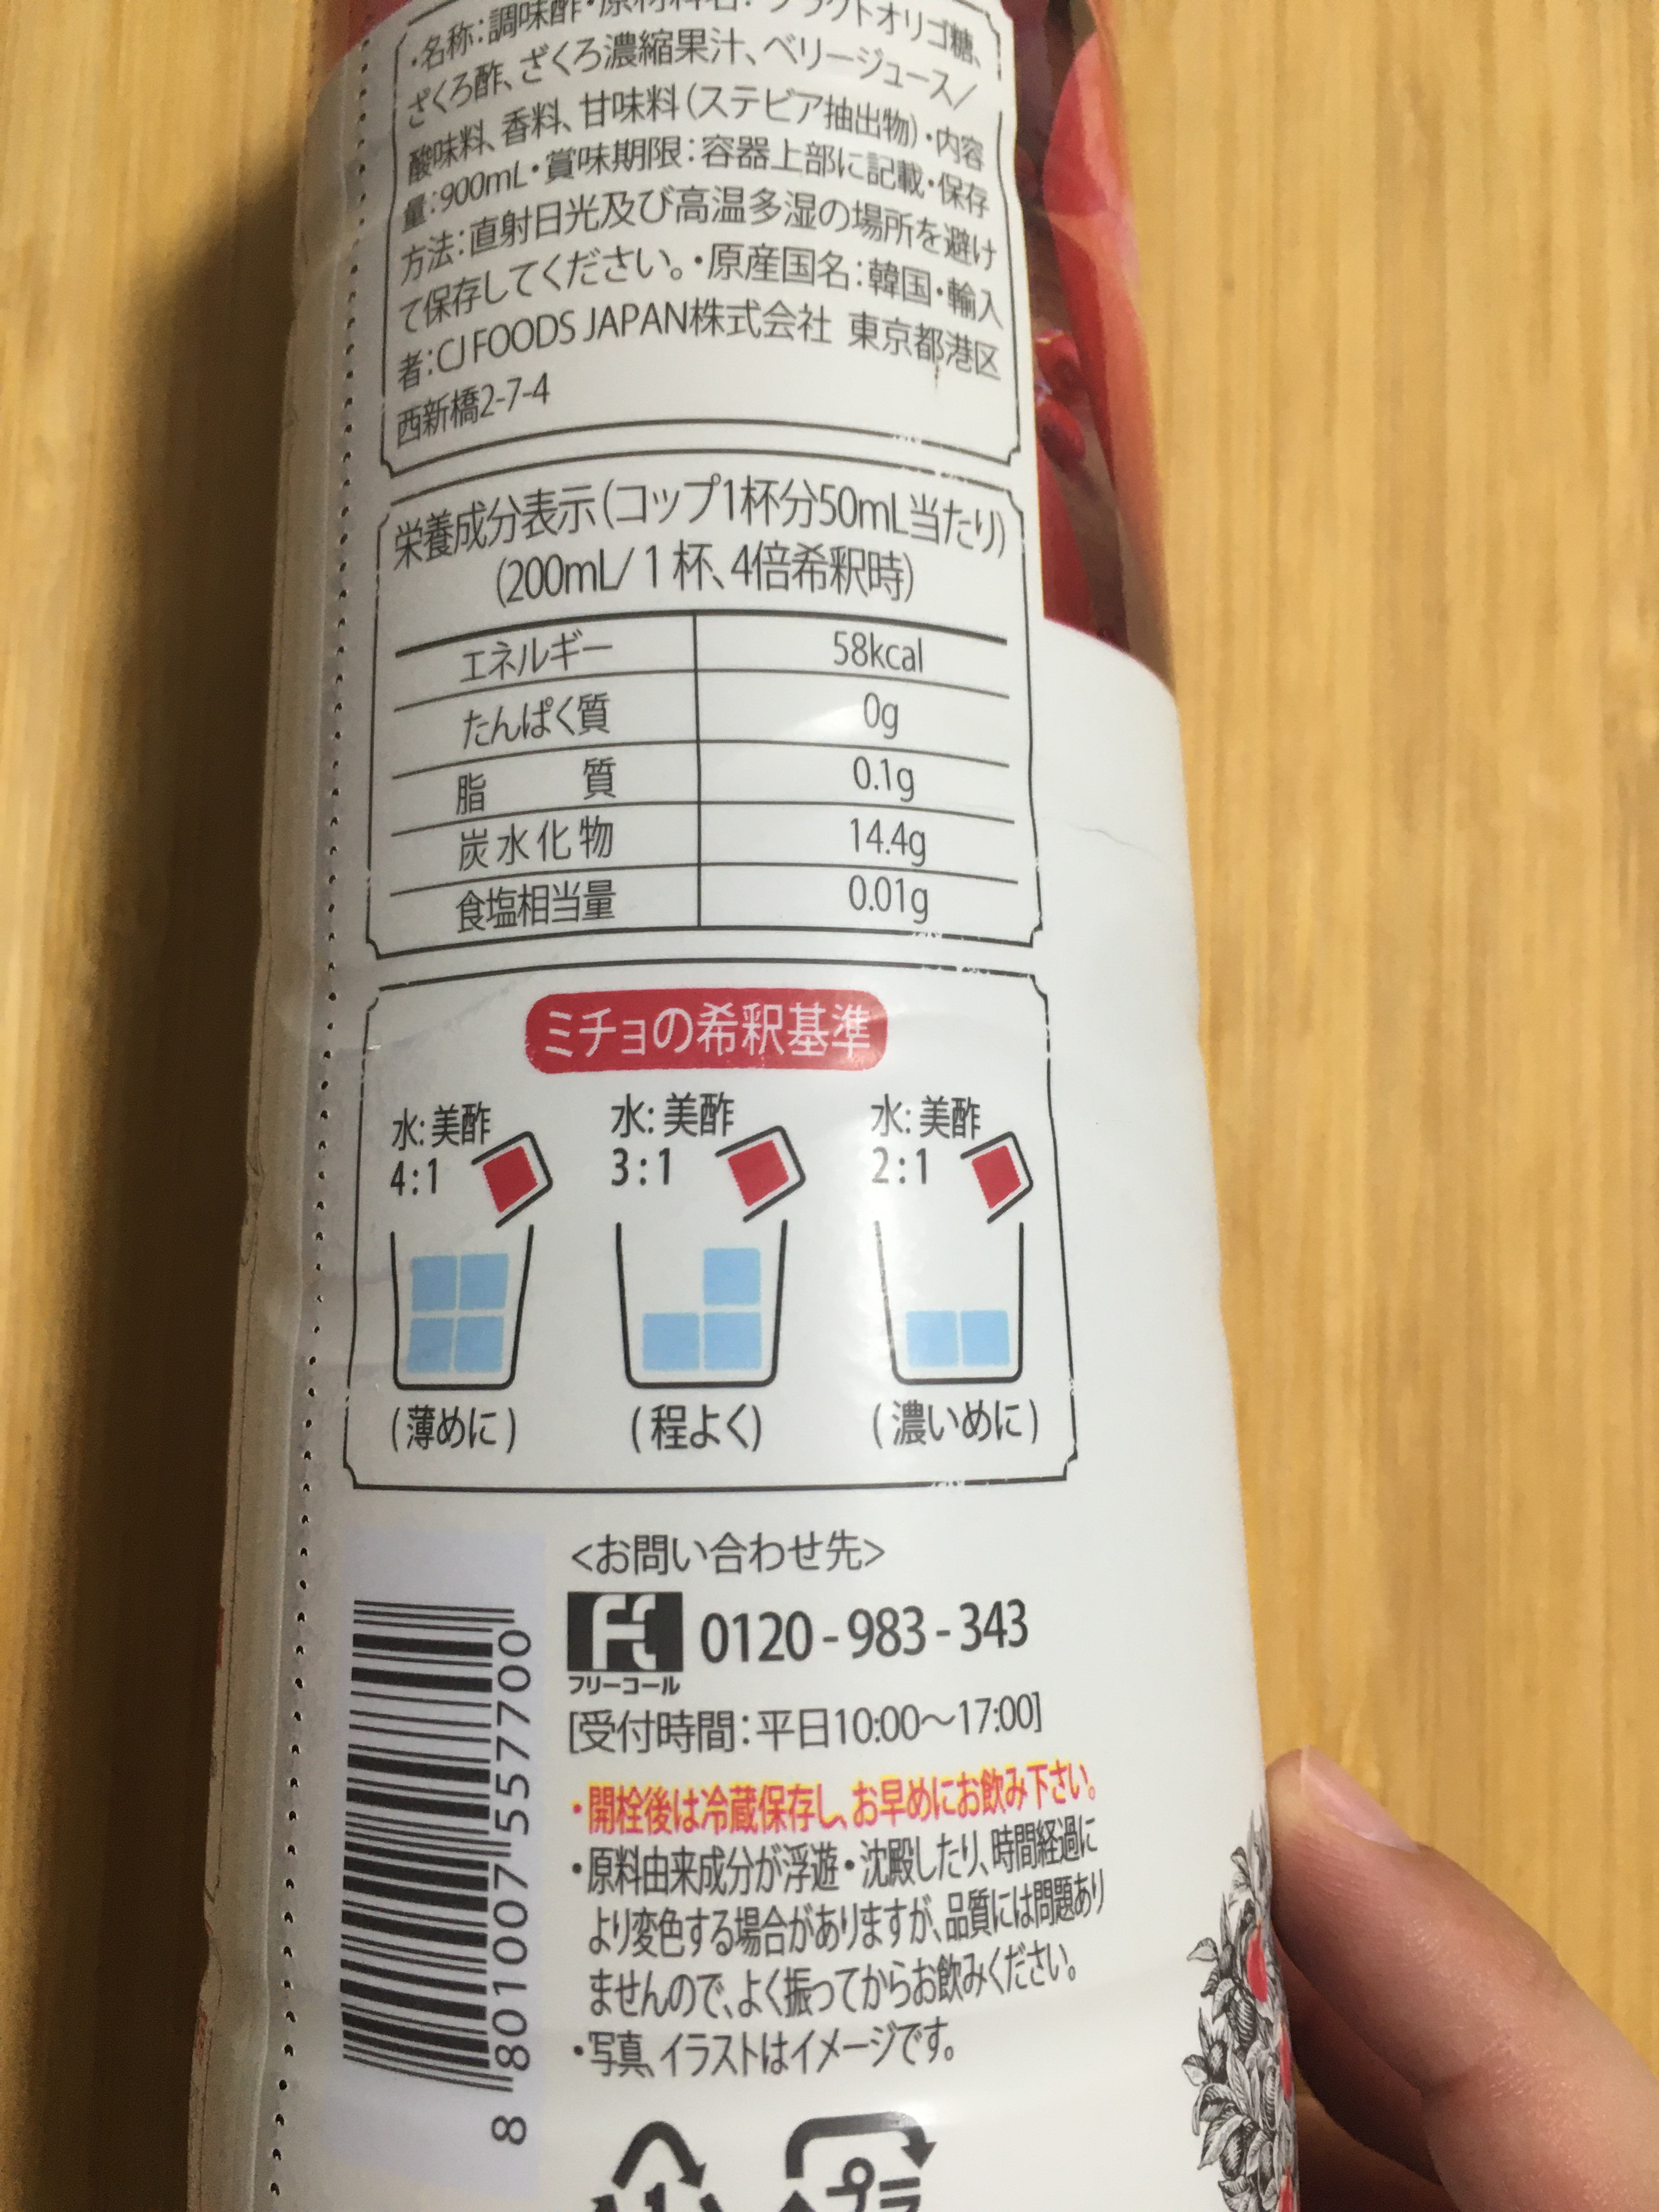 ・名称:調味酢・原材料名:フラクトオリゴ糖、
ざくろ酢、ざくろ濃縮果汁、ベリージュース/
酸味料、香料、甘味料(ステビア抽出物)・内容
量:900mL・賞味期限:容器上部に記載・保存
方法:直射日光及び高温多湿の場所を避け
て保存してください。・原産国名:韓国・輸入
者:CJ FOODS JAPAN株式会社 東京都港区
西新橋2-7-4
栄養成分表示(コップ1杯分50mL当たり)
(200mL/1杯、4倍希釈時)
エネルギー 58kcal
たんぱく質 0g
脂質 0.1g
炭水化物 14.4g
食塩相当量 0.01g
ミチョの希釈基準
水:美酢 水:美酢 水:美酢
4:1 3:1 2:1
(薄めに) (程よく) (濃いめに)
<お問い合わせ先>
フリーコール 0120-983-343
[受付時間:平日10:00〜17:00]
・開栓後は冷蔵保存し、お早めにお飲み下さい。
・原料由来成分が浮遊・沈殿したり、時間経過に
より変色する場合がありますが、品質には問題あり
ませんので、よく振ってからお飲みください。
・写真、イラストはイメージです。
8 801007 557700
1 プラ